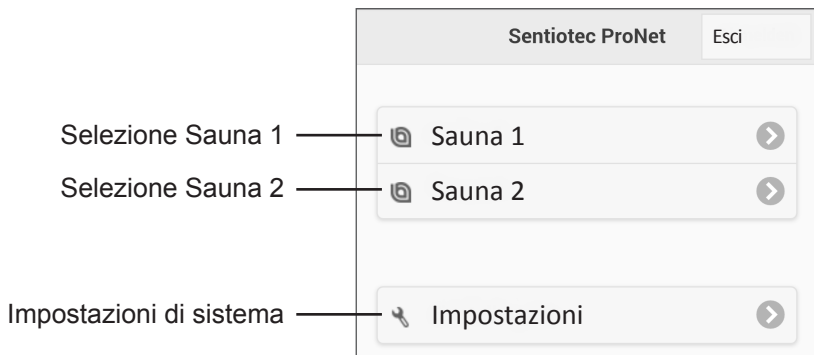 Sentiotec ProNet Esci
Selezione Sauna 1 Sauna 1
Selezione Sauna 2 Sauna 2
Impostazioni di sistema Impostazioni